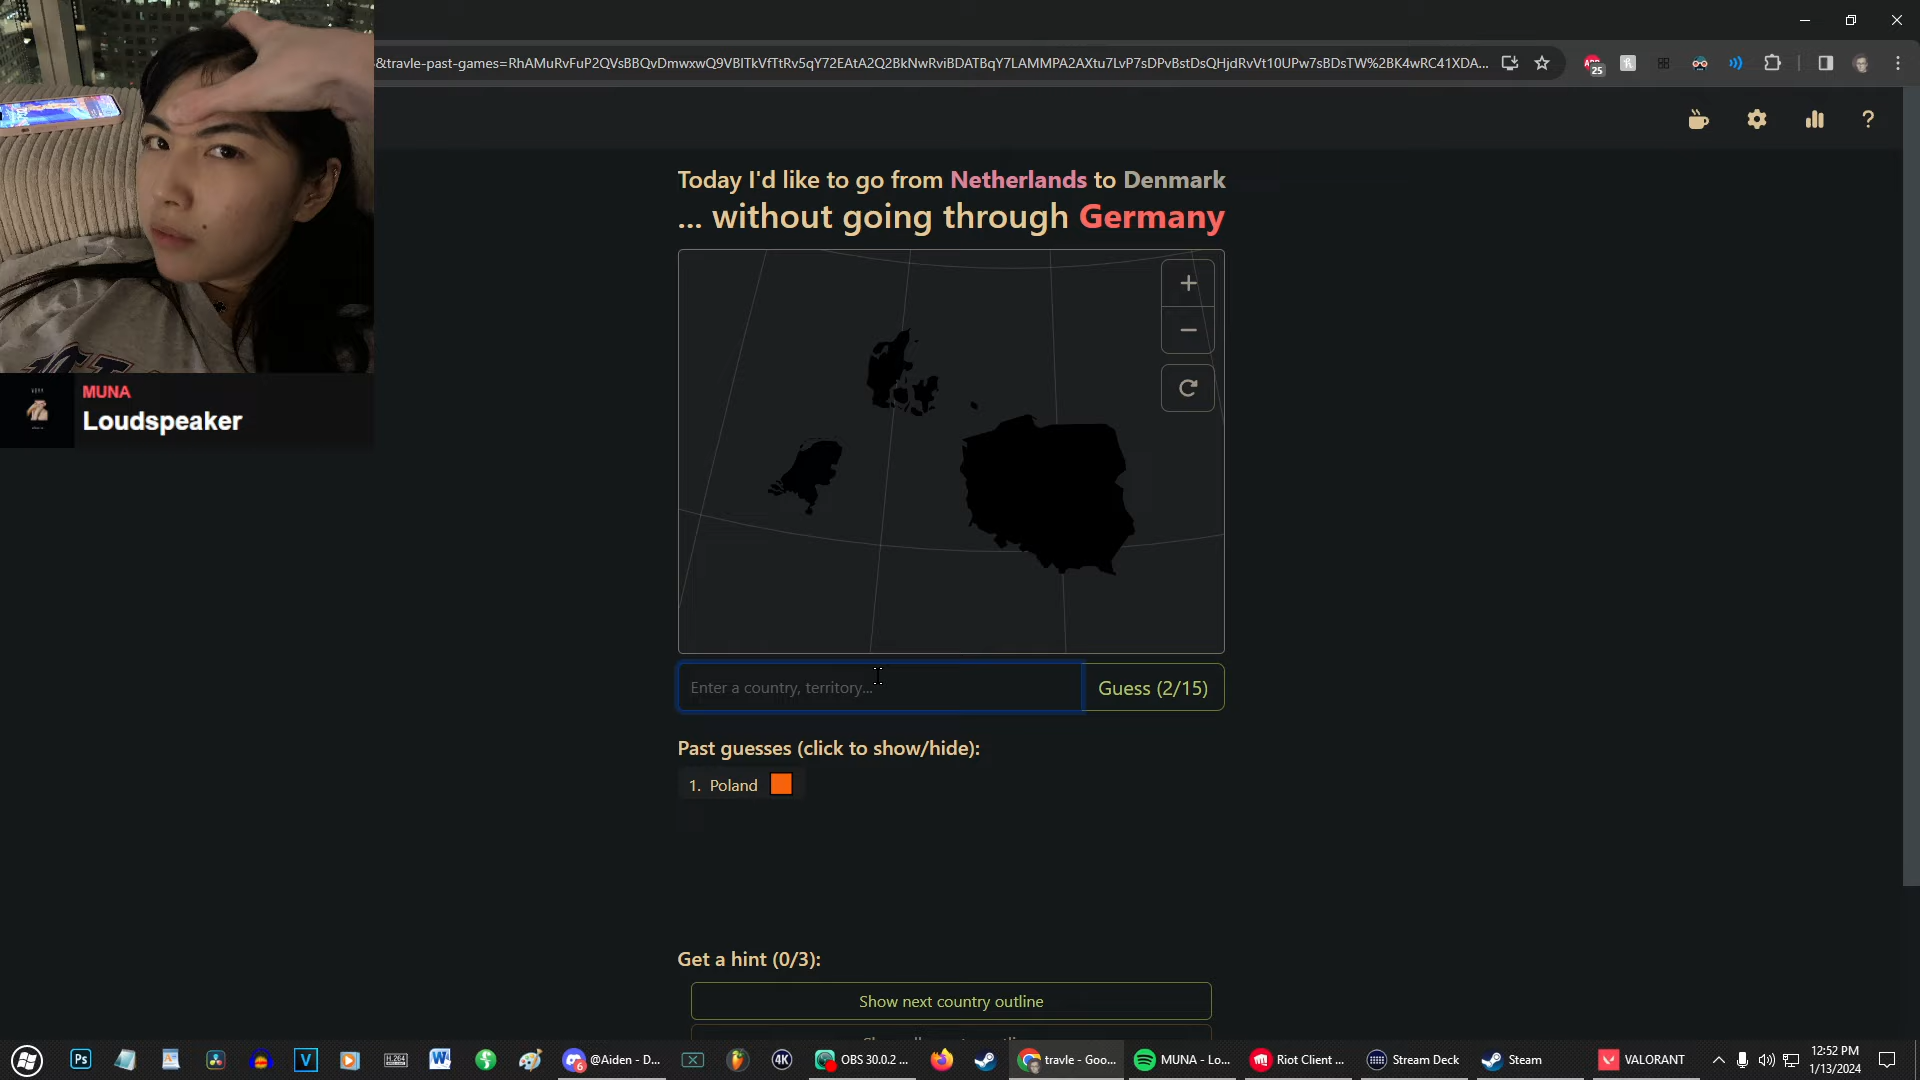 &travle-past-games=RhAMuRvFuP2QVsBBQvDmwxwQ9VBITkVfTtRv5qY72EAtA2Q2BkNwRviBDATBqY7LAMMPA2AXtu7LvP7sDPvBstDsQHjdRvVt10UPw7sBDsTW%2BK4wRC41XDA...
25
Today I'd like to go from Netherlands to Denmark
... without going through Germany
+
−
MUNA
Loudspeaker
Enter a country, territory...
Guess (2/15)
Past guesses (click to show/hide):
1. Poland
Get a hint (0/3):
Show next country outline
Ps
V
H.264
W
6
@Aiden - D...
4K
OBS 30.0.2 ...
travle - Goo...
MUNA - Lo...
Riot Client ...
Stream Deck
Steam
VALORANT
12:52 PM
1/13/2024